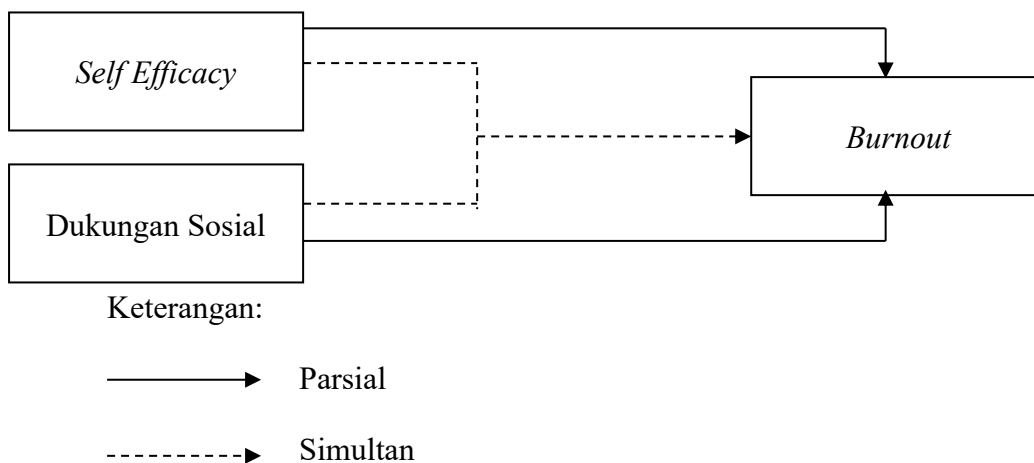 Self Efficacy
Burnout
Dukungan Sosial
Keterangan:
Parsial
Simultan